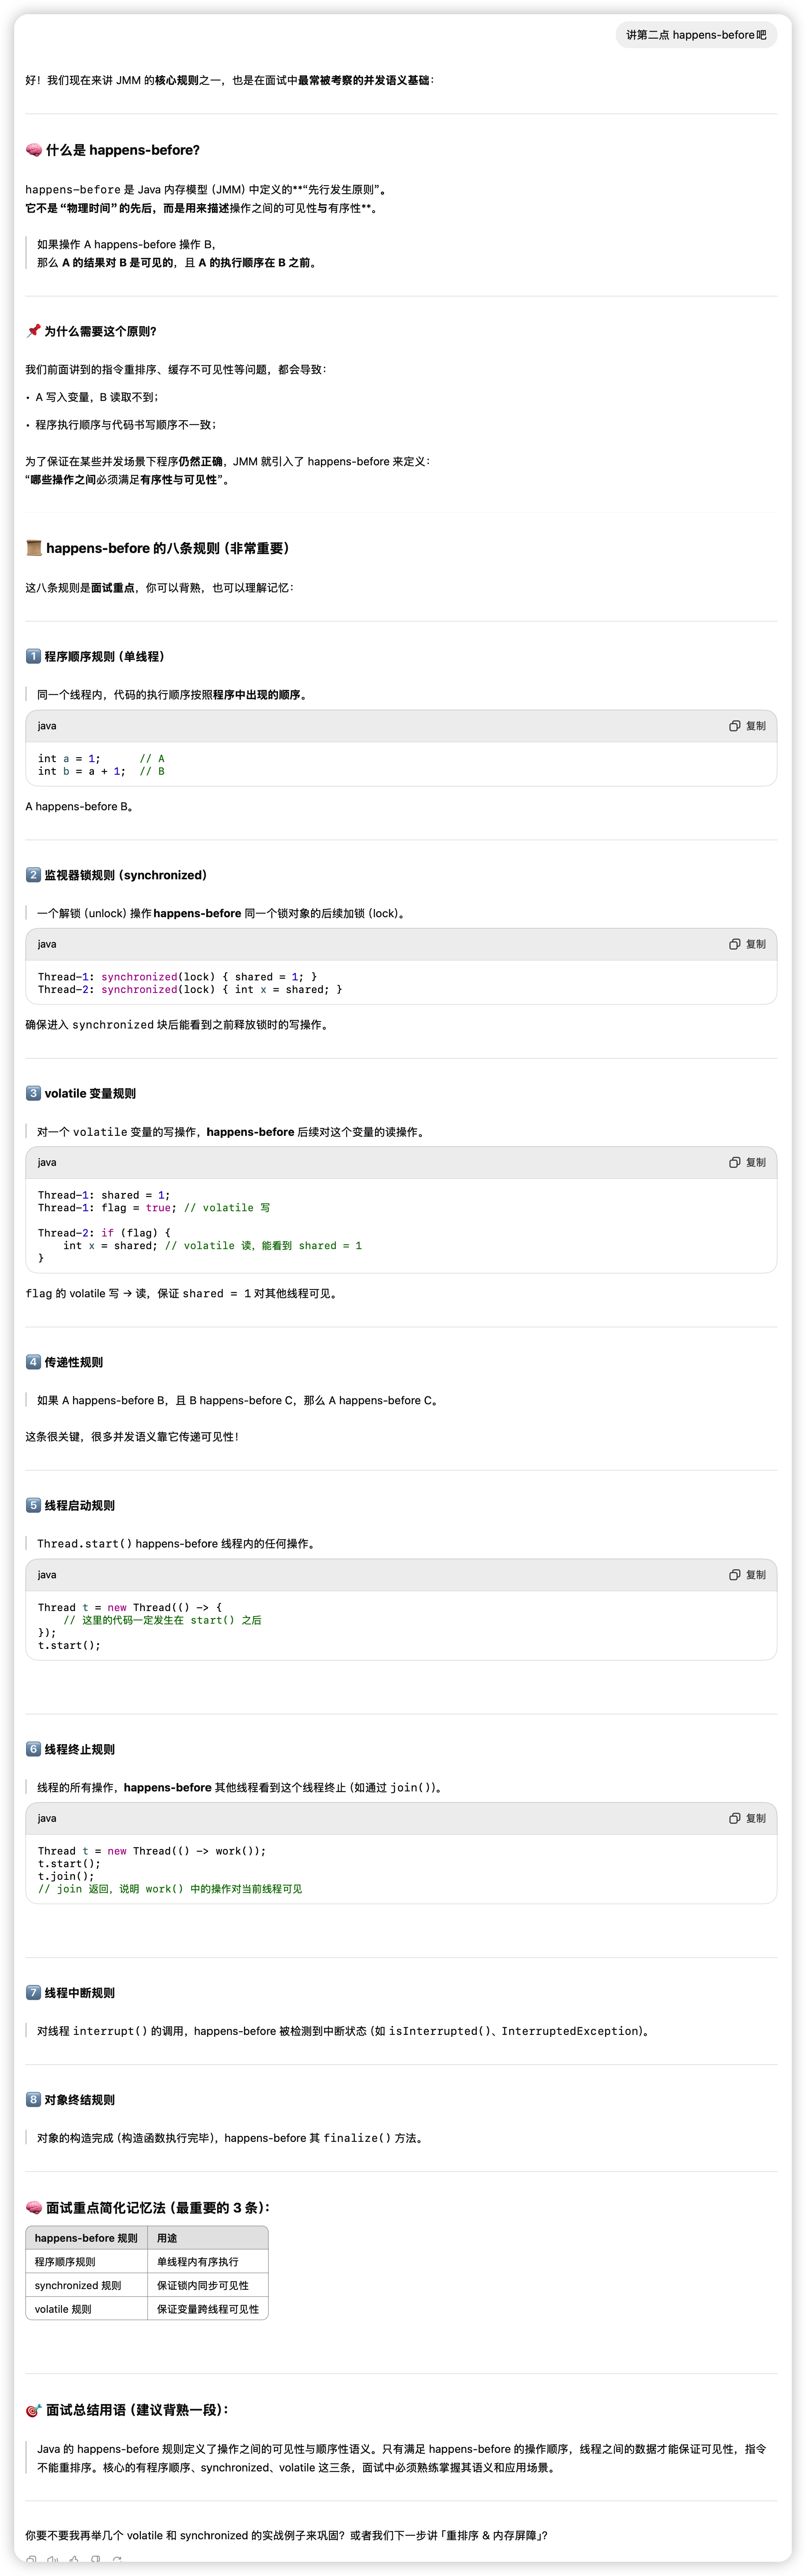 讲第二点 happens-before吧
好！我们现在来讲 JMM 的核心规则之一，也是在面试中最常被考察的并发语义基础：
🧠 什么是 happens-before？
happens-before 是 Java 内存模型（JMM）中定义的**“先行发生原则”。
它不是“物理时间”的先后，而是用来描述操作之间的可见性与有序性**。
如果操作 A happens-before 操作 B，
那么 A 的结果对 B 是可见的，且 A 的执行顺序在 B 之前。
📌 为什么需要这个原则？
我们前面讲到的指令重排序、缓存不可见性等问题，都会导致：
• A 写入变量，B 读取不到；
• 程序执行顺序与代码书写顺序不一致；
为了保证在某些并发场景下程序仍然正确，JMM 就引入了 happens-before 来定义：
“哪些操作之间必须满足有序性与可见性”。
📜 happens-before 的八条规则（非常重要）
这八条规则是面试重点，你可以背熟，也可以理解记忆：
1️⃣ 程序顺序规则（单线程）
同一个线程内，代码的执行顺序按照程序中出现的顺序。
java 复制
int a = 1;      // A
int b = a + 1;  // B
A happens-before B。
2️⃣ 监视器锁规则（synchronized）
一个解锁（unlock）操作 happens-before 同一个锁对象的后续加锁（lock）。
java 复制
Thread-1: synchronized(lock) { shared = 1; }
Thread-2: synchronized(lock) { int x = shared; }
确保进入 synchronized 块后能看到之前释放锁时的写操作。
3️⃣ volatile 变量规则
对一个 volatile 变量的写操作，happens-before 后续对这个变量的读操作。
java 复制
Thread-1: shared = 1;
Thread-1: flag = true; // volatile 写
Thread-2: if (flag) {
    int x = shared; // volatile 读，能看到 shared = 1
}
flag 的 volatile 写 → 读，保证 shared = 1 对其他线程可见。
4️⃣ 传递性规则
如果 A happens-before B，且 B happens-before C，那么 A happens-before C。
这条很关键，很多并发语义靠它传递可见性！
5️⃣ 线程启动规则
Thread.start() happens-before 线程内的任何操作。
java 复制
Thread t = new Thread(() -> {
    // 这里的代码一定发生在 start() 之后
});
t.start();
6️⃣ 线程终止规则
线程的所有操作，happens-before 其他线程看到这个线程终止（如通过 join()）。
java 复制
Thread t = new Thread(() -> work());
t.start();
t.join();
// join 返回，说明 work() 中的操作对当前线程可见
7️⃣ 线程中断规则
对线程 interrupt() 的调用，happens-before 被检测到中断状态（如 isInterrupted()、InterruptedException）。
8️⃣ 对象终结规则
对象的构造完成（构造函数执行完毕），happens-before 其 finalize() 方法。
🧠 面试重点简化记忆法（最重要的 3 条）：
happens-before 规则 用途
程序顺序规则 单线程内有序执行
synchronized 规则 保证锁内同步可见性
volatile 规则 保证变量跨线程可见性
🎯 面试总结用语（建议背熟一段）：
Java 的 happens-before 规则定义了操作之间的可见性与顺序性语义。只有满足 happens-before 的操作顺序，线程之间的数据才能保证可见性，指令
不能重排序。核心的有程序顺序、synchronized、volatile 这三条，面试中必须熟练掌握其语义和应用场景。
你要不要我再举几个 volatile 和 synchronized 的实战例子来巩固？或者我们下一步讲「重排序 & 内存屏障」？